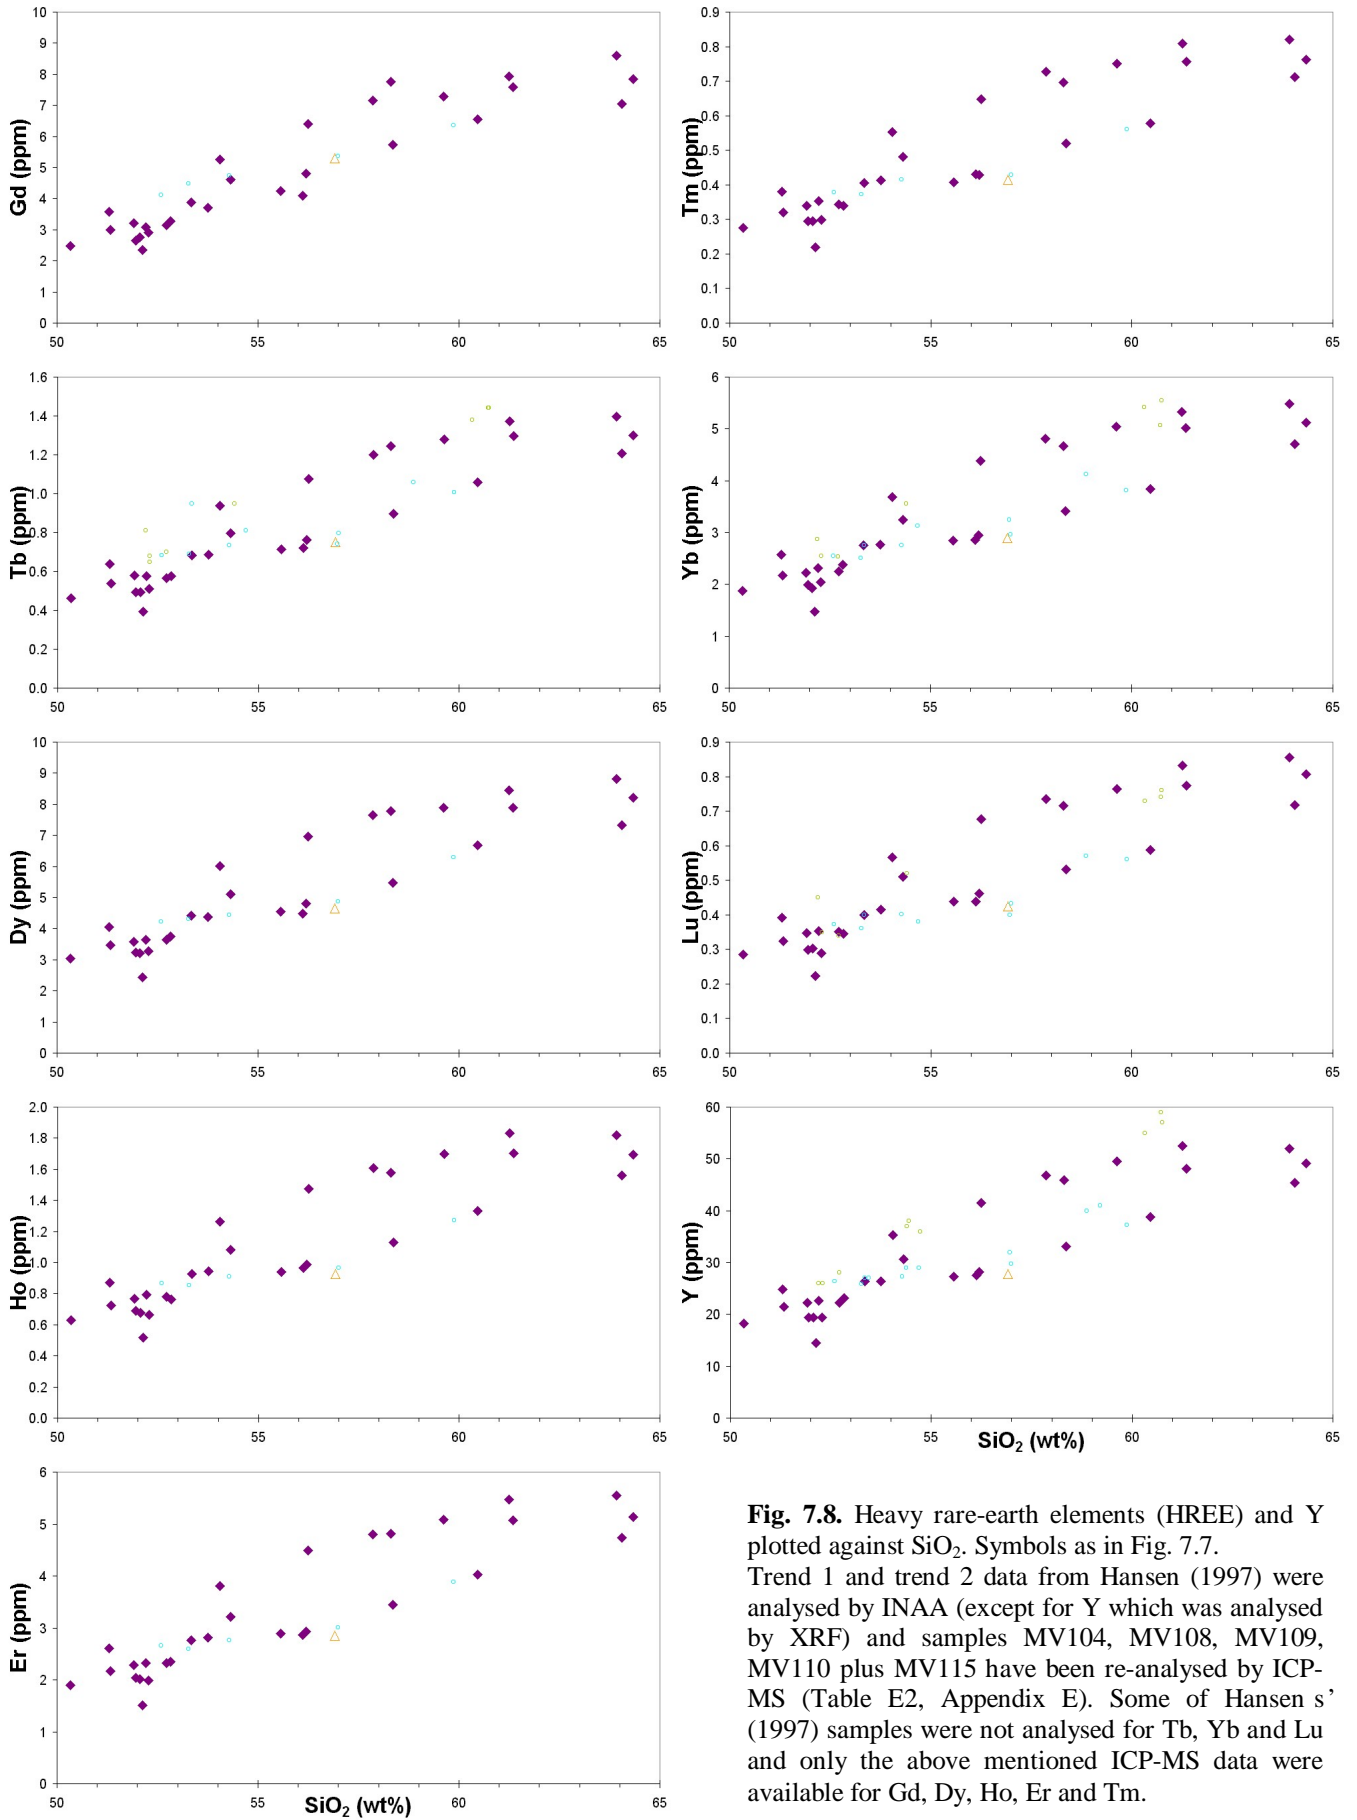 10
9
8
7
6
5
4
3
2
1
0
Gd (ppm)
50 55 60 65
0.9
0.8
0.7
0.6
0.5
0.4
0.3
0.2
0.1
0.0
Tm (ppm)
50 55 60 65
1.6
1.4
1.2
1.0
0.8
0.6
0.4
0.2
0.0
Tb (ppm)
50 55 60 65
6
5
4
3
2
1
0
Yb (ppm)
50 55 60 65
10
9
8
7
6
5
4
3
2
1
0
Dy (ppm)
50 55 60 65
0.9
0.8
0.7
0.6
0.5
0.4
0.3
0.2
0.1
0.0
Lu (ppm)
50 55 60 65
2.0
1.8
1.6
1.4
1.2
1.0
0.8
0.6
0.4
0.2
0.0
Ho (ppm)
50 55 60 65
60
50
40
30
20
10
0
Y (ppm)
50 55 60 65
SiO₂ (wt%)
6
5
4
3
2
1
0
Er (ppm)
50 55 60 65
SiO₂ (wt%)
Fig. 7.8. Heavy rare-earth elements (HREE) and Y
plotted against SiO₂. Symbols as in Fig. 7.7.
Trend 1 and trend 2 data from Hansen (1997) were
analysed by INAA (except for Y which was analysed
by XRF) and samples MV104, MV108, MV109,
MV110 plus MV115 have been re-analysed by ICP-
MS (Table E2, Appendix E). Some of Hansen s’
(1997) samples were not analysed for Tb, Yb and Lu
and only the above mentioned ICP-MS data were
available for Gd, Dy, Ho, Er and Tm.